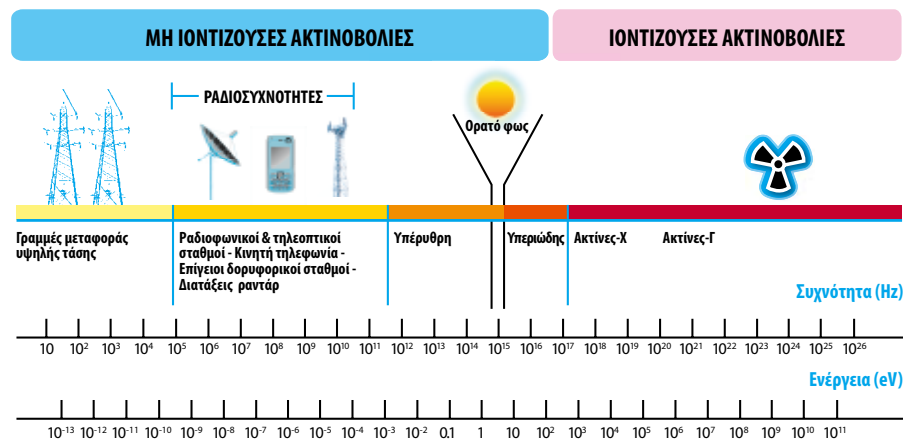 ΜΗ ΙΟΝΤΙΖΟΥΣΕΣ ΑΚΤΙΝΟΒΟΛΙΕΣ
ΙΟΝΤΙΖΟΥΣΕΣ ΑΚΤΙΝΟΒΟΛΙΕΣ
ΡΑΔΙΟΣΥΧΝΟΤΗΤΕΣ
Ορατό φως
Γραμμές μεταφοράς
υψηλής τάσης
Ραδιοφωνικοί & τηλεοπτικοί
σταθμοί - Κινητή τηλεφωνία -
Επίγειοι δορυφορικοί σταθμοί -
Διατάξεις ραντάρ
Υπέρυθρη
Υπεριώδης
Ακτίνες-Χ
Ακτίνες-Γ
Συχνότητα (Hz)
10 10² 10³ 10⁴ 10⁵ 10⁶ 10⁷ 10⁸ 10⁹ 10¹⁰ 10¹¹ 10¹² 10¹³ 10¹⁴ 10¹⁵ 10¹⁶ 10¹⁷ 10¹⁸ 10¹⁹ 10²⁰ 10²¹ 10²² 10²³ 10²⁴ 10²⁵ 10²⁶
Ενέργεια (eV)
10⁻¹³ 10⁻¹² 10⁻¹¹ 10⁻¹⁰ 10⁻⁹ 10⁻⁸ 10⁻⁷ 10⁻⁶ 10⁻⁵ 10⁻⁴ 10⁻³ 10⁻² 0.1 1 10 10² 10³ 10⁴ 10⁵ 10⁶ 10⁷ 10⁸ 10⁹ 10¹⁰ 10¹¹